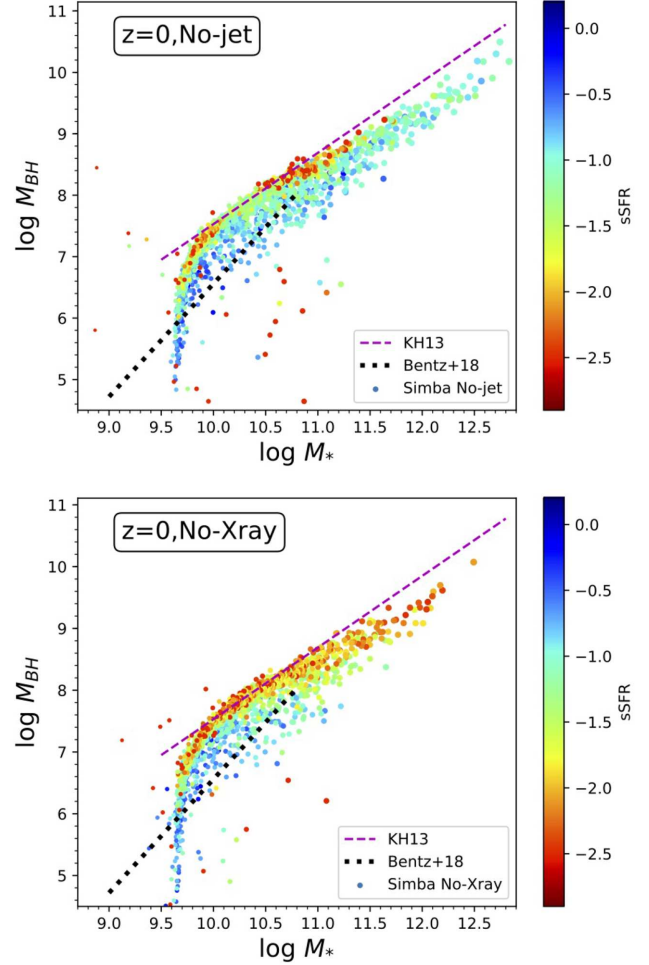 z=0,No-jet
log M_BH
11
10
9
8
7
6
5
KH13
Bentz+18
Simba No-jet
9.0 9.5 10.0 10.5 11.0 11.5 12.0 12.5
log M_*
0.0
−0.5
−1.0
−1.5
−2.0
−2.5
sSFR
z=0,No-Xray
log M_BH
11
10
9
8
7
6
5
KH13
Bentz+18
Simba No-Xray
9.0 9.5 10.0 10.5 11.0 11.5 12.0 12.5
log M_*
0.0
−0.5
−1.0
−1.5
−2.0
−2.5
sSFR